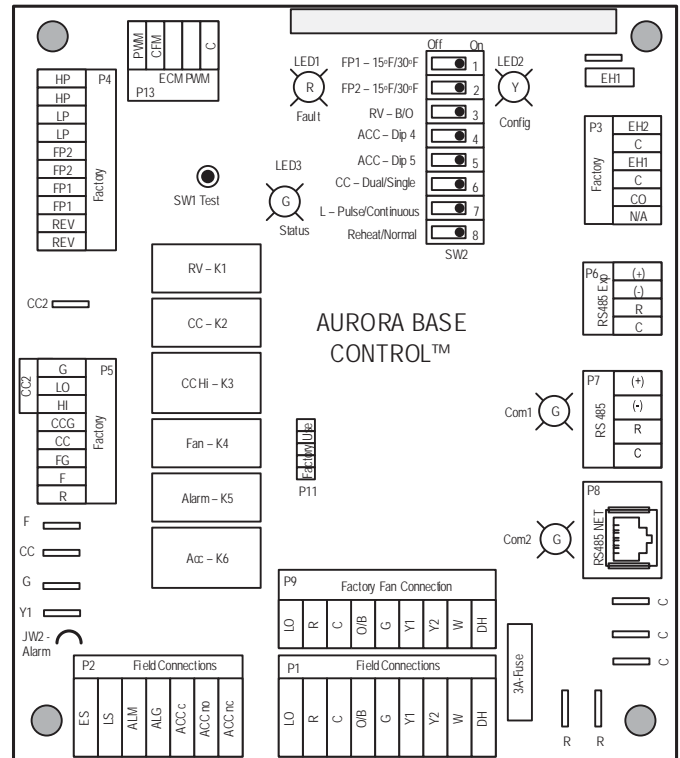 PWM
CFM
C
ECM PWM
P13
HP
P4
HP
LP
LP
FP2
FP2
FP1
FP1
REV
REV
Factory
SW1 Test
LED1
R
Fault
LED3
G
Status
Off On
FP1 – 15ºF/30ºF 1
FP2 – 15ºF/30ºF 2
RV – B/O 3
ACC – Dip 4 4
ACC – Dip 5 5
CC – Dual/Single 6
L – Pulse/Continuous 7
Reheat/Normal 8
SW2
LED2
Y
Config
EH1
P3
EH2
C
EH1
C
CO
N/A
Factory
RV – K1
CC – K2
CC Hi – K3
Fan – K4
Alarm – K5
Acc – K6
CC2
AURORA BASE
CONTROL™
P6
(+)
(-)
R
C
RS485 Exp
CC2
G
P5
LO
HI
CCG
CC
FG
F
R
Factory
Factory Use
P11
Com1
G
P7
(+)
(-)
R
C
RS 485
Com2
G
P8
RS485 NET
F
CC
G
Y1
JW2 -
Alarm
P9
Factory Fan Connection
LO
R
C
O/B
G
Y1
Y2
W
DH
P2
Field Connections
ES
LS
ALM
ALG
ACC c
ACC no
ACC nc
P1
Field Connections
LO
R
C
O/B
G
Y1
Y2
W
DH
3A-Fuse
C
C
C
R
R